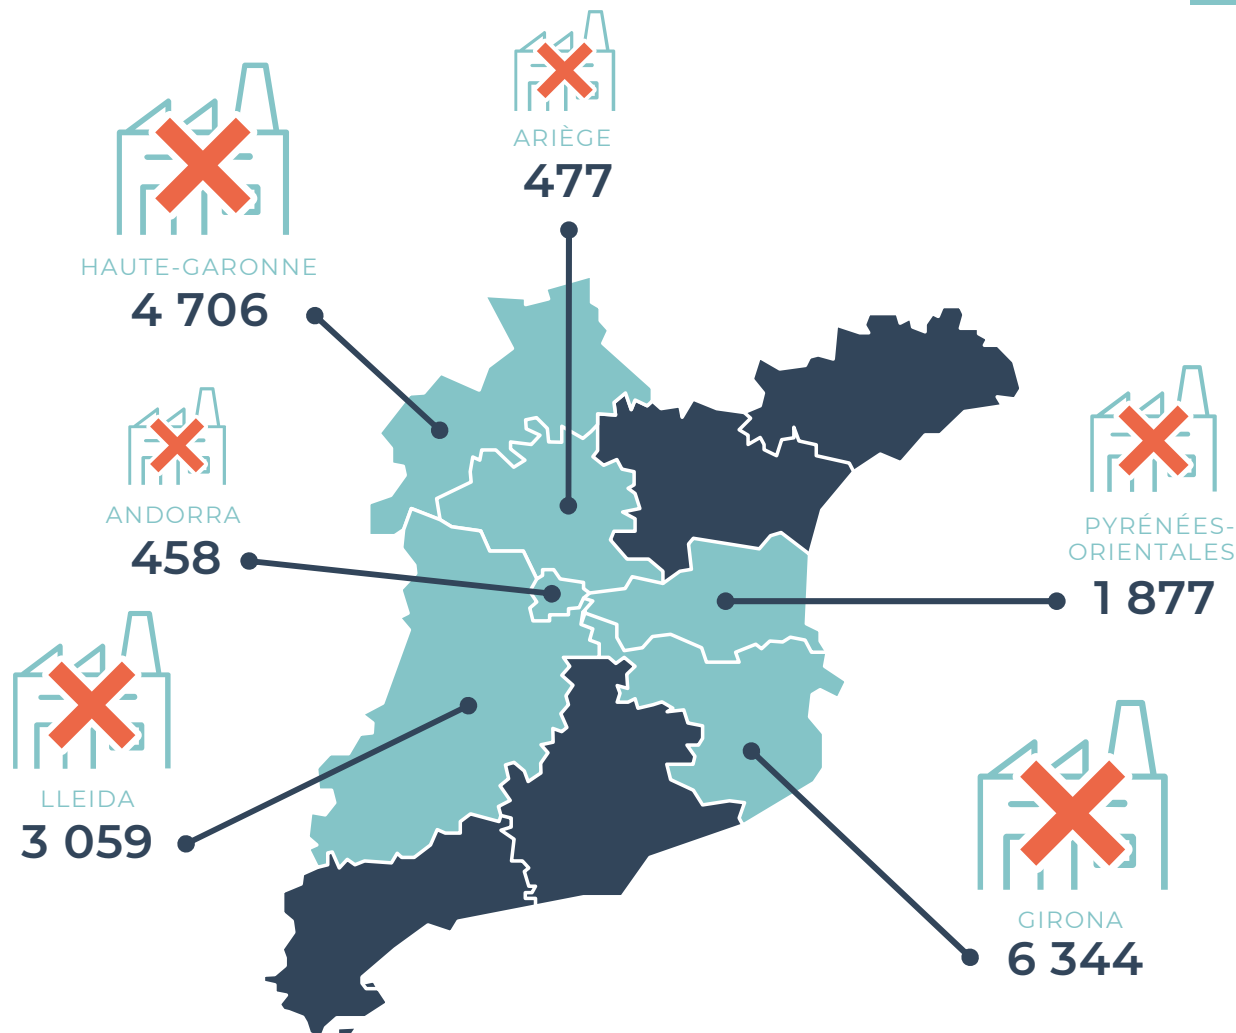 ARIÈGE
477
HAUTE-GARONNE
4 706
ANDORRA
458
PYRÉNÉES-
ORIENTALES
1 877
LLEIDA
3 059
GIRONA
6 344